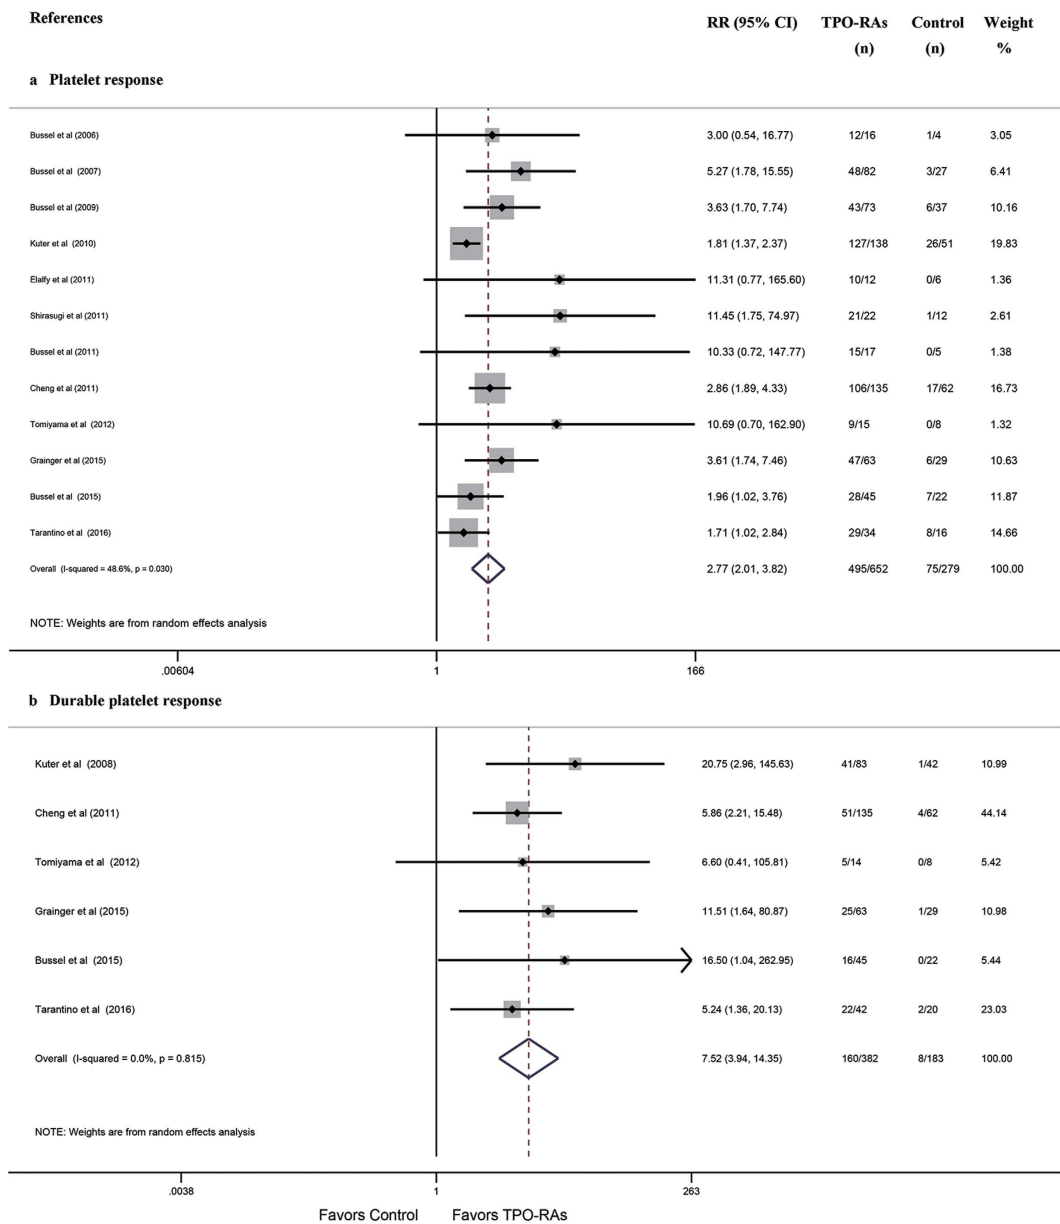 References RR (95% CI) TPO-RAs (n) Control (n) Weight %
a Platelet response
Bussel et al (2006) 3.00 (0.54, 16.77) 12/16 1/4 3.05
Bussel et al (2007) 5.27 (1.78, 15.55) 48/82 3/27 6.41
Bussel et al (2009) 3.63 (1.70, 7.74) 43/73 6/37 10.16
Kuter et al (2010) 1.81 (1.37, 2.37) 127/138 26/51 19.83
Elalfy et al (2011) 11.31 (0.77, 165.60) 10/12 0/6 1.36
Shirasugi et al (2011) 11.45 (1.75, 74.97) 21/22 1/12 2.61
Bussel et al (2011) 10.33 (0.72, 147.77) 15/17 0/5 1.38
Cheng et al (2011) 2.86 (1.89, 4.33) 106/135 17/62 16.73
Tomiyama et al (2012) 10.69 (0.70, 162.90) 9/15 0/8 1.32
Grainger et al (2015) 3.61 (1.74, 7.46) 47/63 6/29 10.63
Bussel et al (2015) 1.96 (1.02, 3.76) 28/45 7/22 11.87
Tarantino et al (2016) 1.71 (1.02, 2.84) 29/34 8/16 14.66
Overall (I-squared = 48.6%, p = 0.030) 2.77 (2.01, 3.82) 495/652 75/279 100.00
NOTE: Weights are from random effects analysis
.00604 1 166
b Durable platelet response
Kuter et al (2008) 20.75 (2.96, 145.63) 41/83 1/42 10.99
Cheng et al (2011) 5.86 (2.21, 15.48) 51/135 4/62 44.14
Tomiyama et al (2012) 6.60 (0.41, 105.81) 5/14 0/8 5.42
Grainger et al (2015) 11.51 (1.64, 80.87) 25/63 1/29 10.98
Bussel et al (2015) 16.50 (1.04, 262.95) 16/45 0/22 5.44
Tarantino et al (2016) 5.24 (1.36, 20.13) 22/42 2/20 23.03
Overall (I-squared = 0.0%, p = 0.815) 7.52 (3.94, 14.35) 160/382 8/183 100.00
NOTE: Weights are from random effects analysis
.0038 1 263
Favors Control Favors TPO-RAs